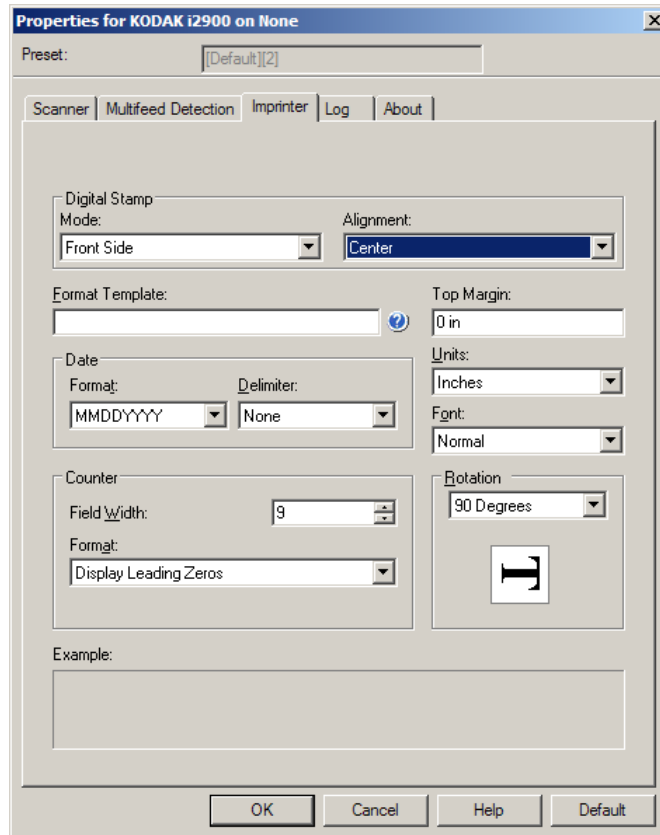 Properties for KODAK i2900 on None
Preset: [Default][2]
Scanner Multifeed Detection Imprinter Log About
Digital Stamp
Mode: Alignment:
Front Side Center
Format Template: Top Margin:
0 in
Date Units:
Format: Delimiter: Inches
MMDDYYYY None Font:
Normal
Counter Rotation
Field Width: 9 90 Degrees
Format:
Display Leading Zeros
T
Example:
OK Cancel Help Default